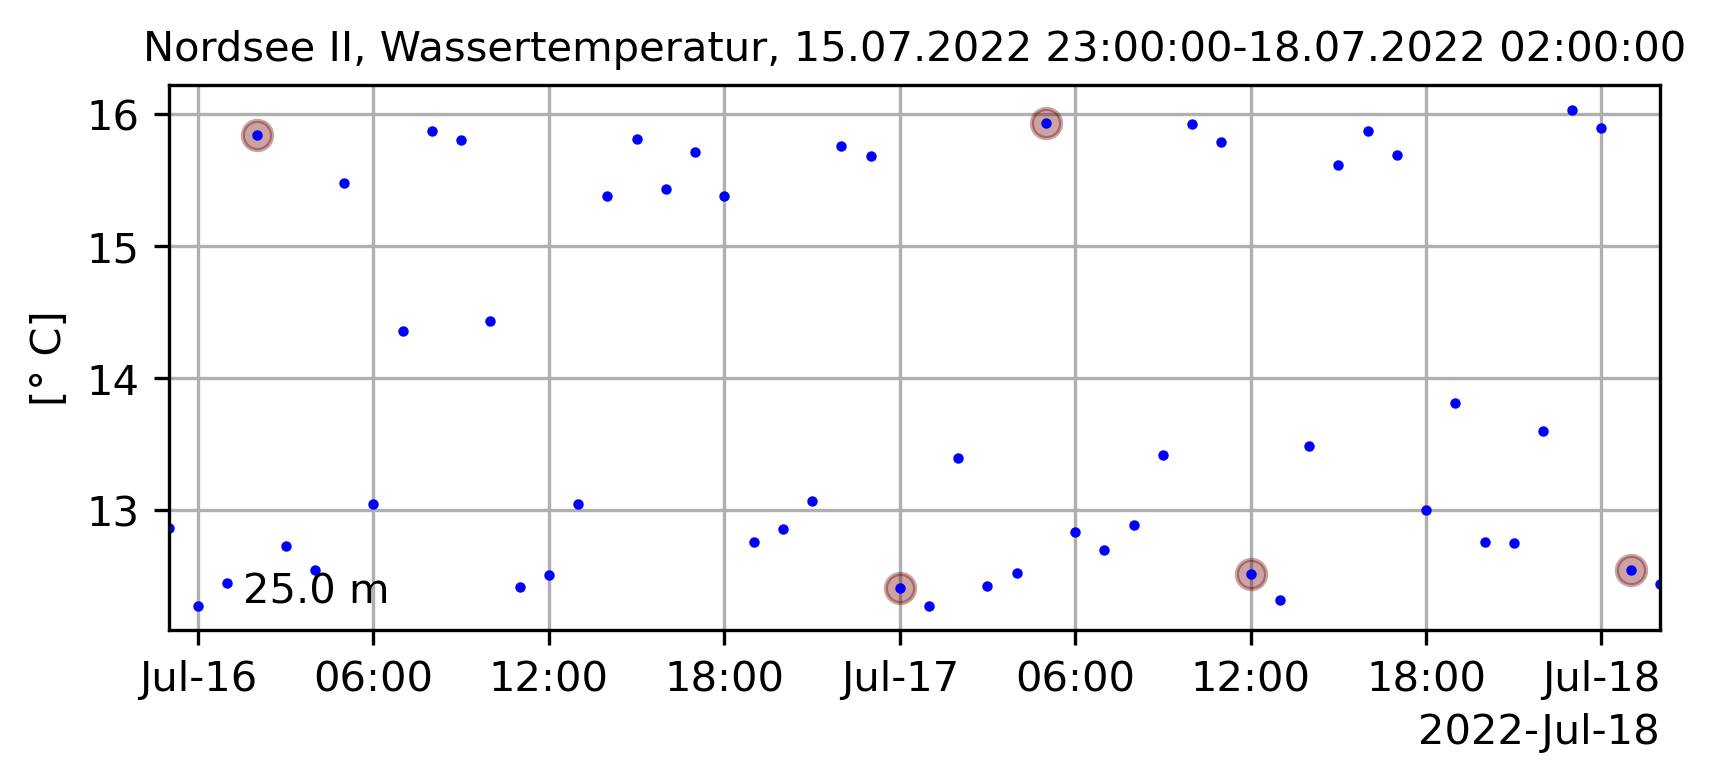 Nordsee II, Wassertemperatur, 15.07.2022 23:00:00-18.07.2022 02:00:00
16
15
14
13
[° C]
25.0 m
Jul-16 06:00 12:00 18:00 Jul-17 06:00 12:00 18:00 Jul-18
2022-Jul-18